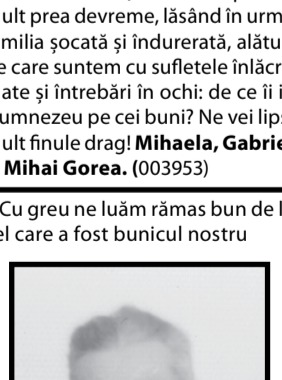 ult prea devreme, lăsând în urm
milia șocată și îndurerată, alătu
e care suntem cu sufletele înlăcr
ate și întrebări în ochi: de ce îi i
umnezeu pe cei buni? Ne vei lips
ult finule drag! Mihaela, Gabrie
Mihai Gorea. (003953)
Cu greu ne luăm rămas bun de l
el care a fost bunicul nostru